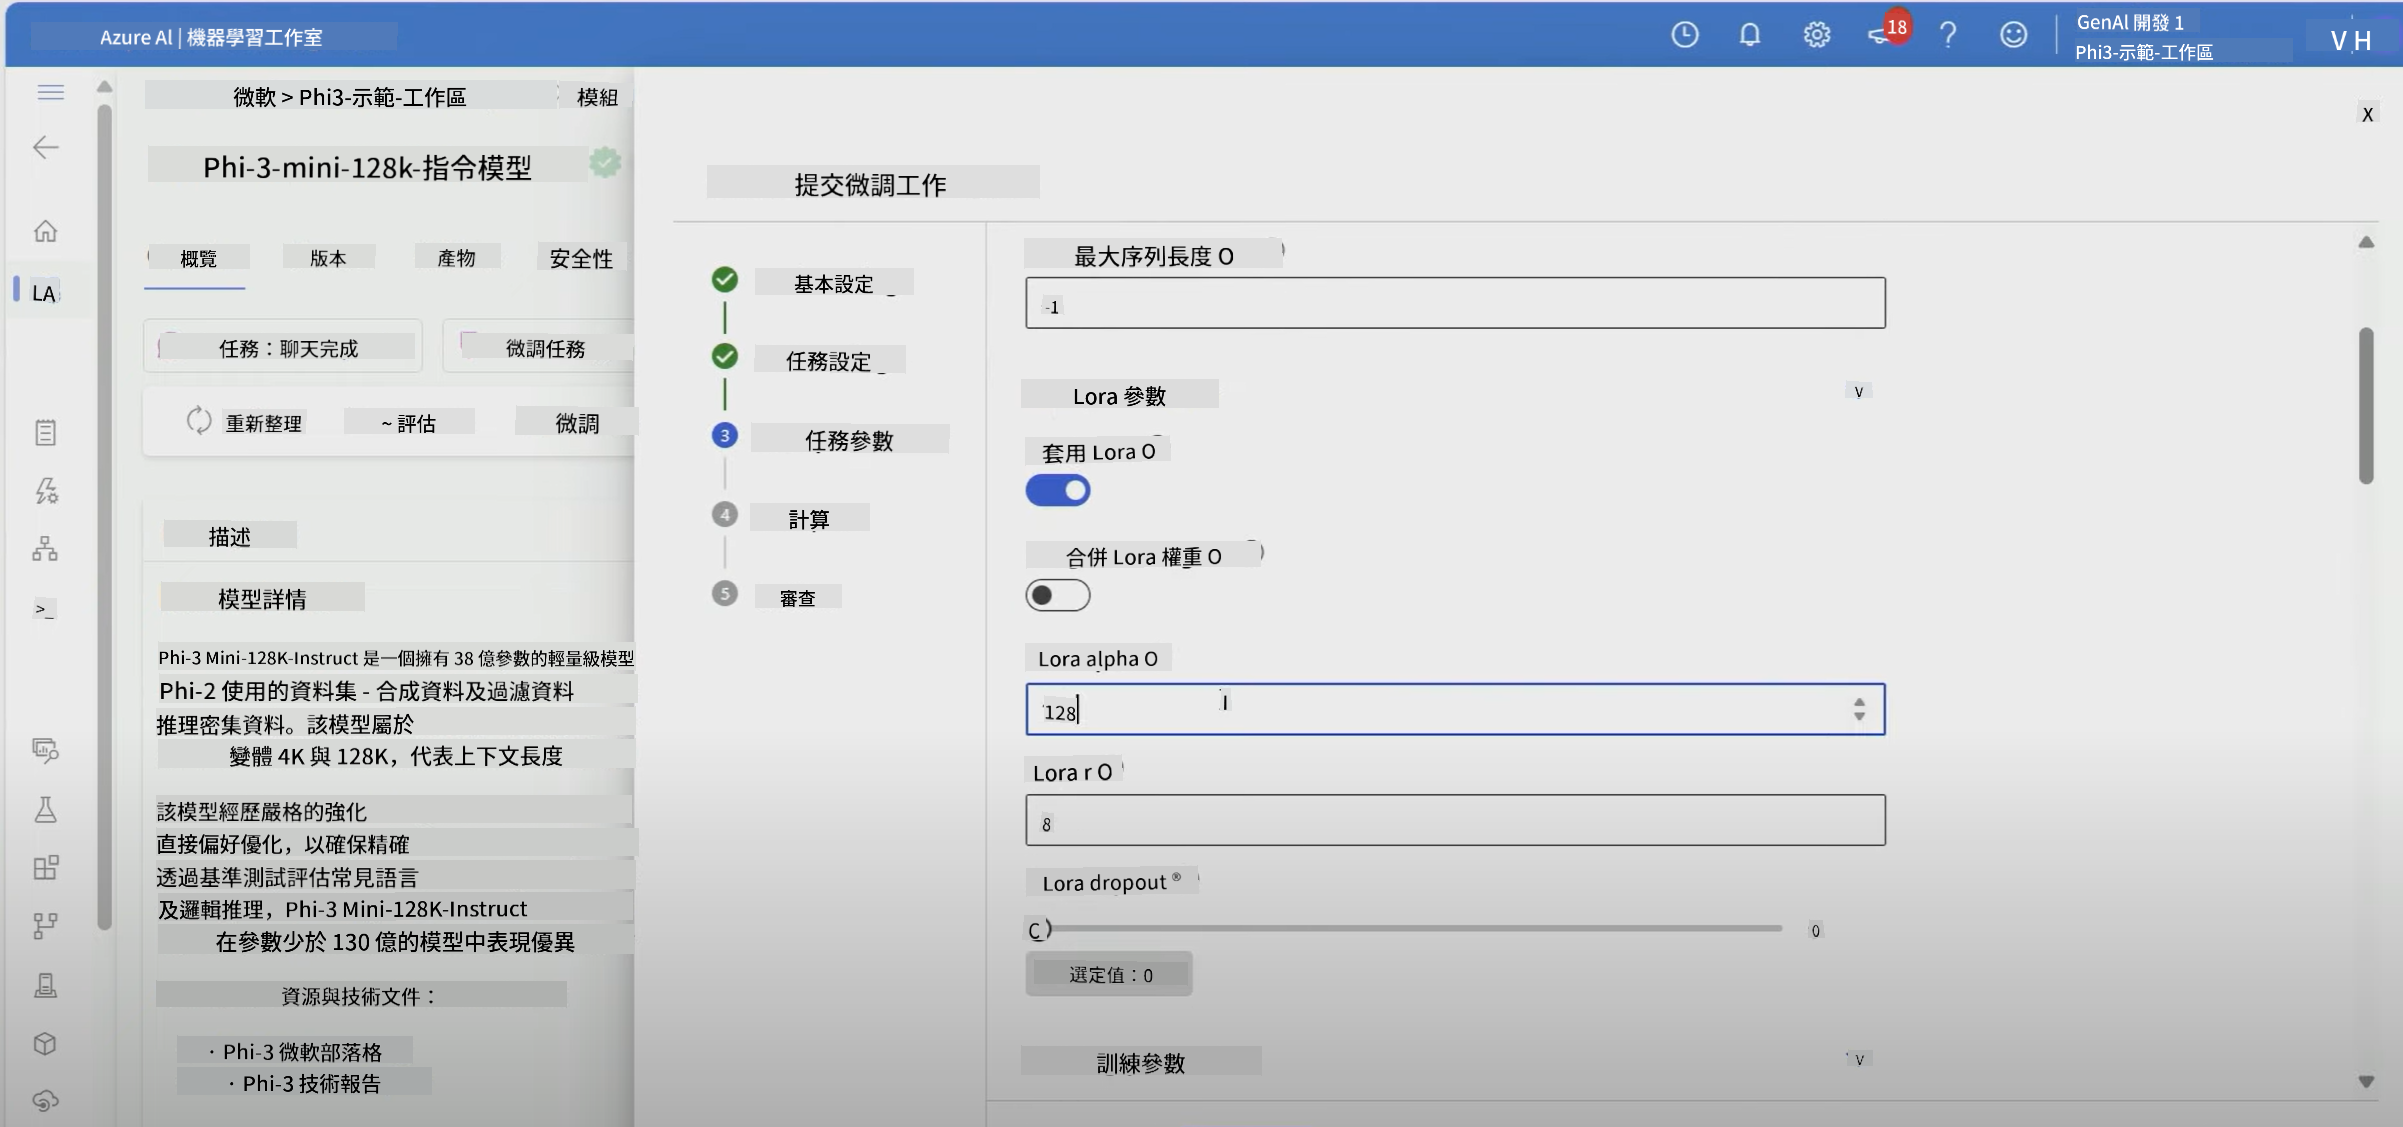 Azure AI | 機器學習工作室
18
GenAI 開發 1
Phi3-示範-工作區
V H
微軟 > Phi3-示範-工作區
模組
X
Phi-3-mini-128k-指令模型
提交微調工作
概覽
版本
產物
安全性
LA
任務：聊天完成
微調任務
重新整理
~ 評估
微調
描述
模型詳情
>_
Phi-3 Mini-128K-Instruct 是一個擁有 38 億參數的輕量級模型
Phi-2 使用的資料集 - 合成資料及過濾資料
推理密集資料。該模型屬於
變體 4K 與 128K，代表上下文長度
該模型經歷嚴格的強化
直接偏好優化，以確保精確
透過基準測試評估常見語言
及邏輯推理，Phi-3 Mini-128K-Instruct
在參數少於 130 億的模型中表現優異
資源與技術文件：
· Phi-3 微軟部落格
· Phi-3 技術報告
基本設定
任務設定
3 任務參數
4 計算
5 審查
最大序列長度 O
-1
Lora 參數
V
套用 Lora O
合併 Lora 權重 O
Lora alpha O
128
Lora r O
8
Lora dropout ®
C
0
選定值：0
訓練參數
V